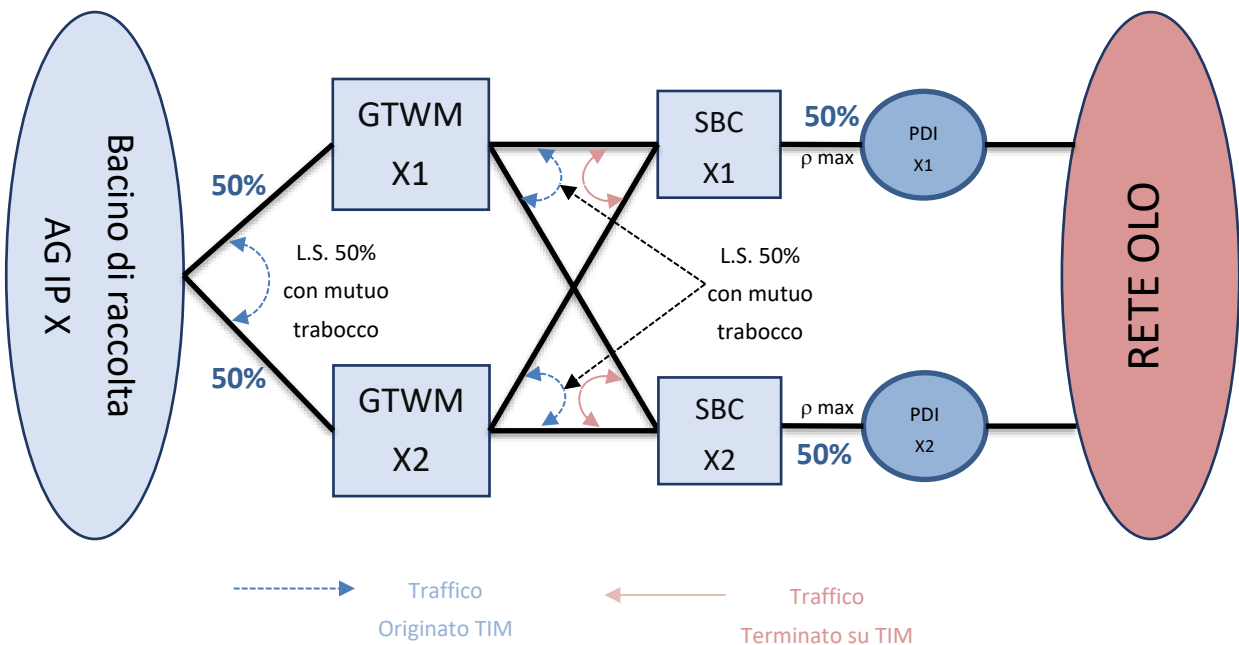 Bacino di raccolta
AG IP X
50%
50%
L.S. 50%
con mutuo
trabocco
GTWM
X1
GTWM
X2
L.S. 50%
con mutuo
trabocco
SBC
X1
SBC
X2
50%
ρ max
ρ max
50%
PDI
X1
PDI
X2
RETE OLO
Traffico
Originato TIM
Traffico
Terminato su TIM